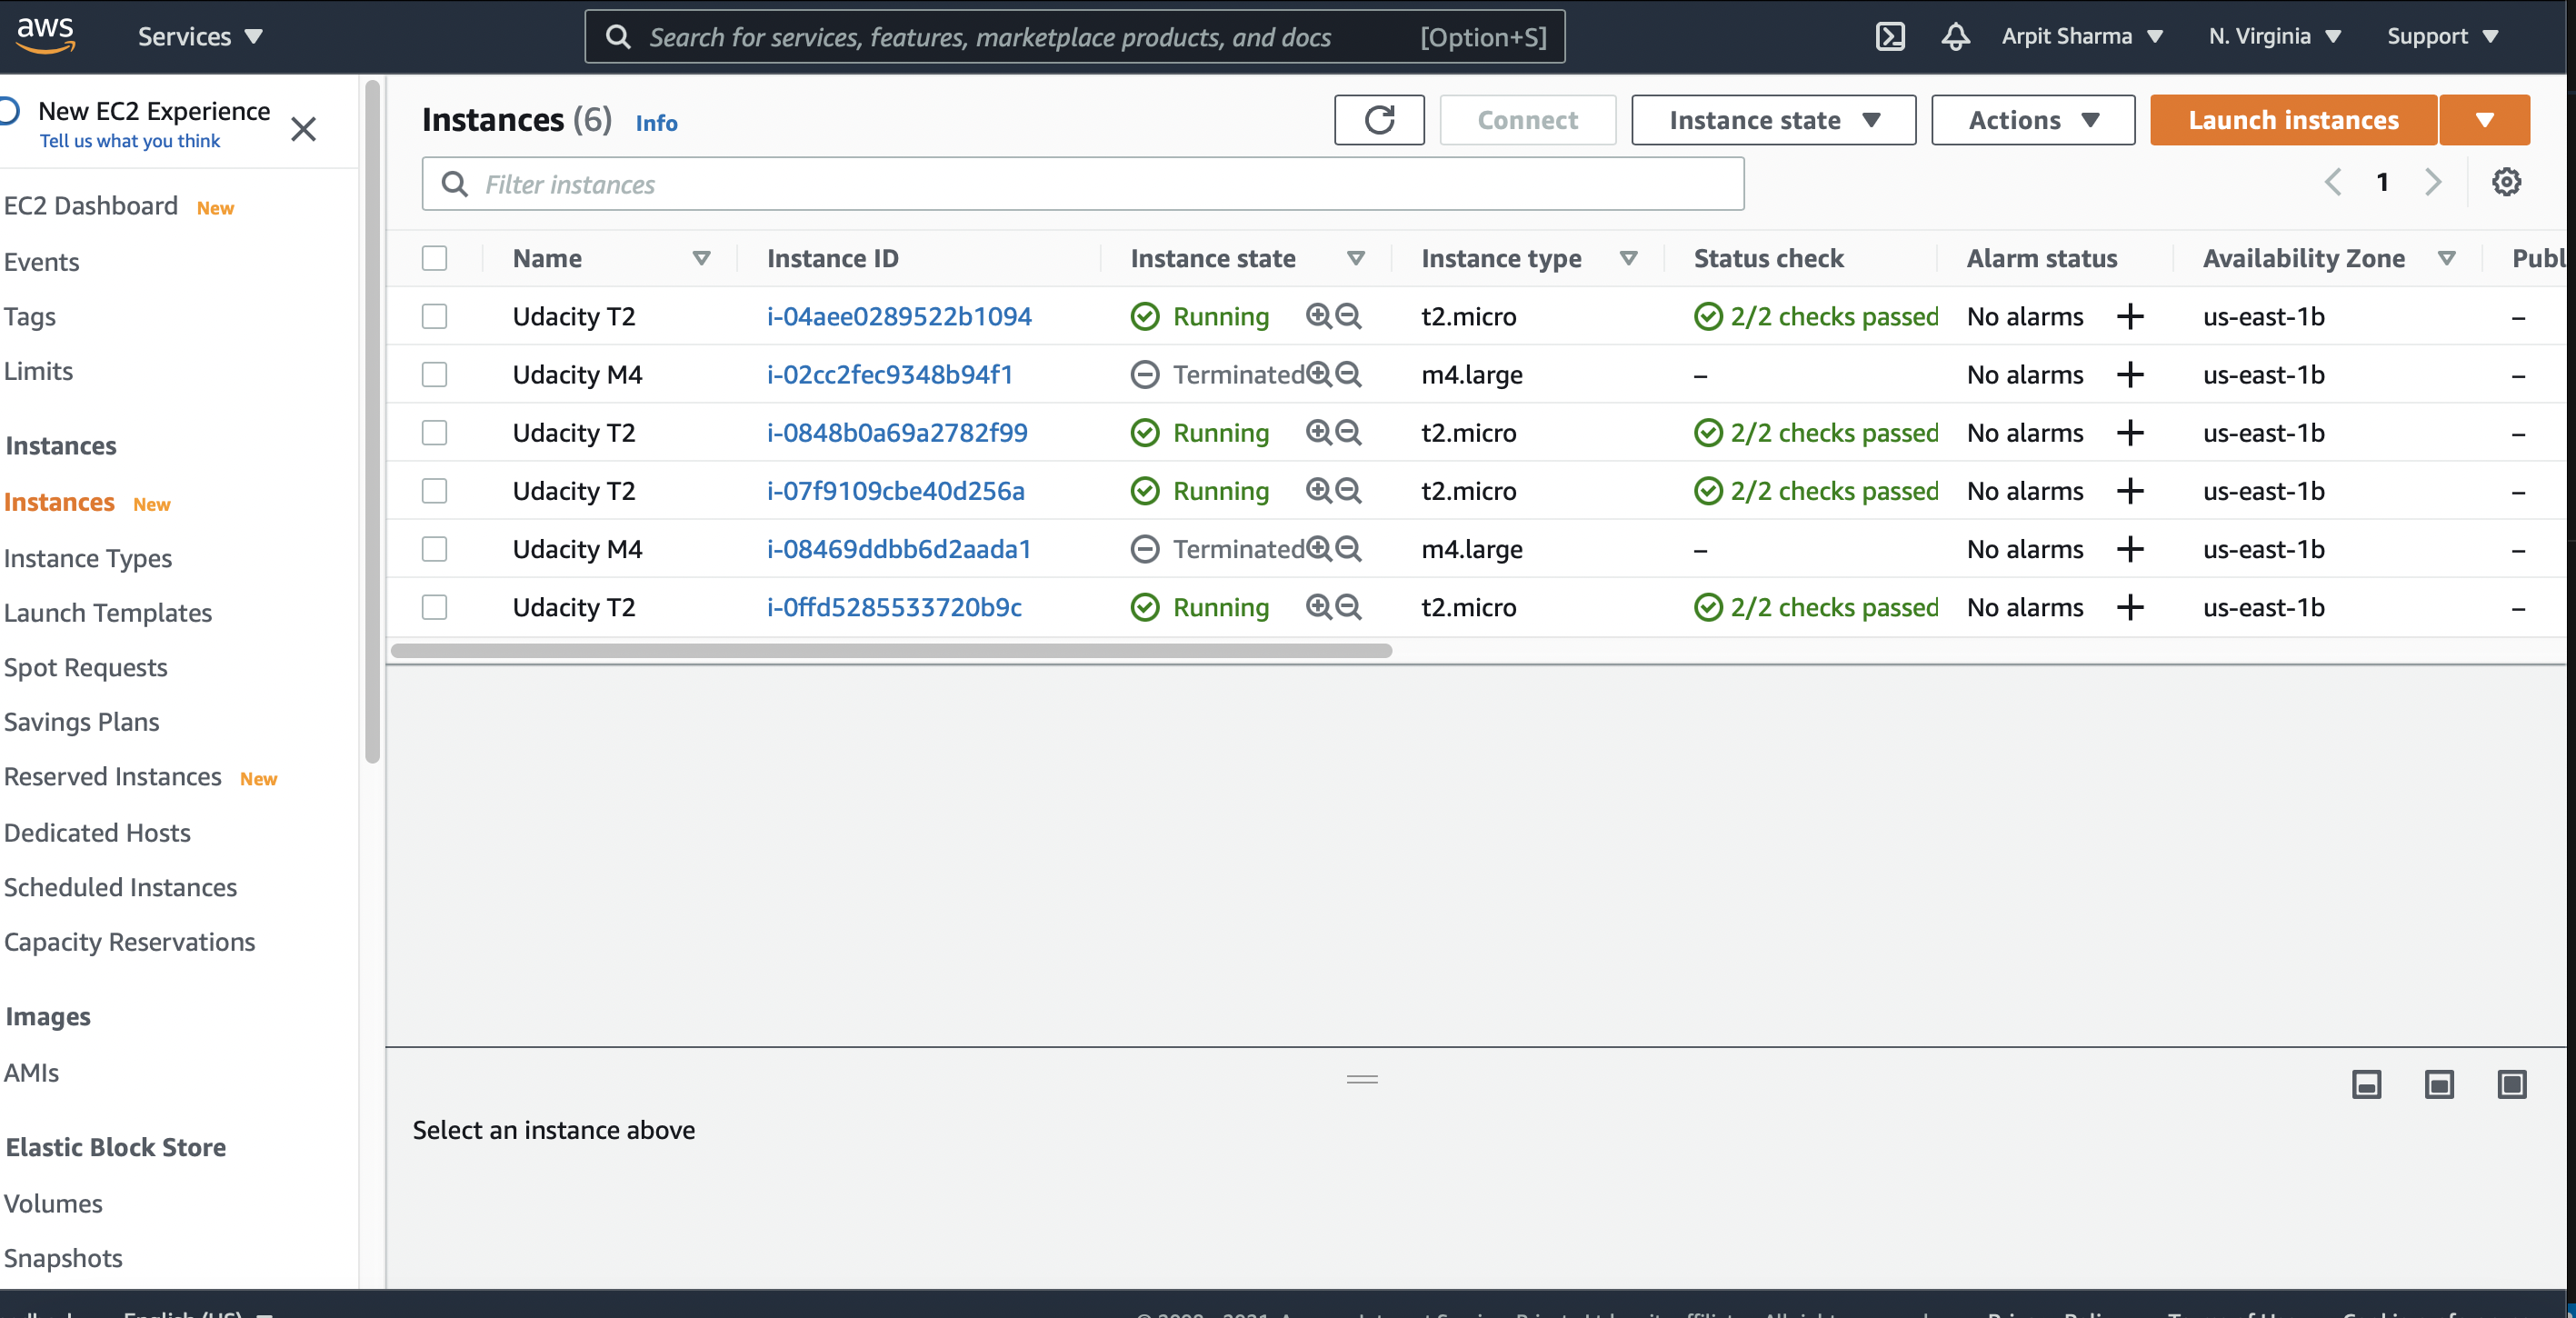 aws Services Search for services, features, marketplace products, and docs [Option+S] Arpit Sharma N. Virginia Support
New EC2 Experience
Tell us what you think
EC2 Dashboard New
Events
Tags
Limits
Instances
Instances New
Instance Types
Launch Templates
Spot Requests
Savings Plans
Reserved Instances New
Dedicated Hosts
Scheduled Instances
Capacity Reservations
Images
AMIs
Elastic Block Store
Volumes
Snapshots
Instances (6) Info Connect Instance state Actions Launch instances
Filter instances 1
Name Instance ID Instance state Instance type Status check Alarm status Availability Zone Publ
Udacity T2 i-04aee0289522b1094 Running t2.micro 2/2 checks passed No alarms + us-east-1b –
Udacity M4 i-02cc2fec9348b94f1 Terminated m4.large – No alarms + us-east-1b –
Udacity T2 i-0848b0a69a2782f99 Running t2.micro 2/2 checks passed No alarms + us-east-1b –
Udacity T2 i-07f9109cbe40d256a Running t2.micro 2/2 checks passed No alarms + us-east-1b –
Udacity M4 i-08469ddbb6d2aada1 Terminated m4.large – No alarms + us-east-1b –
Udacity T2 i-0ffd5285533720b9c Running t2.micro 2/2 checks passed No alarms + us-east-1b –
Select an instance above
English (US)